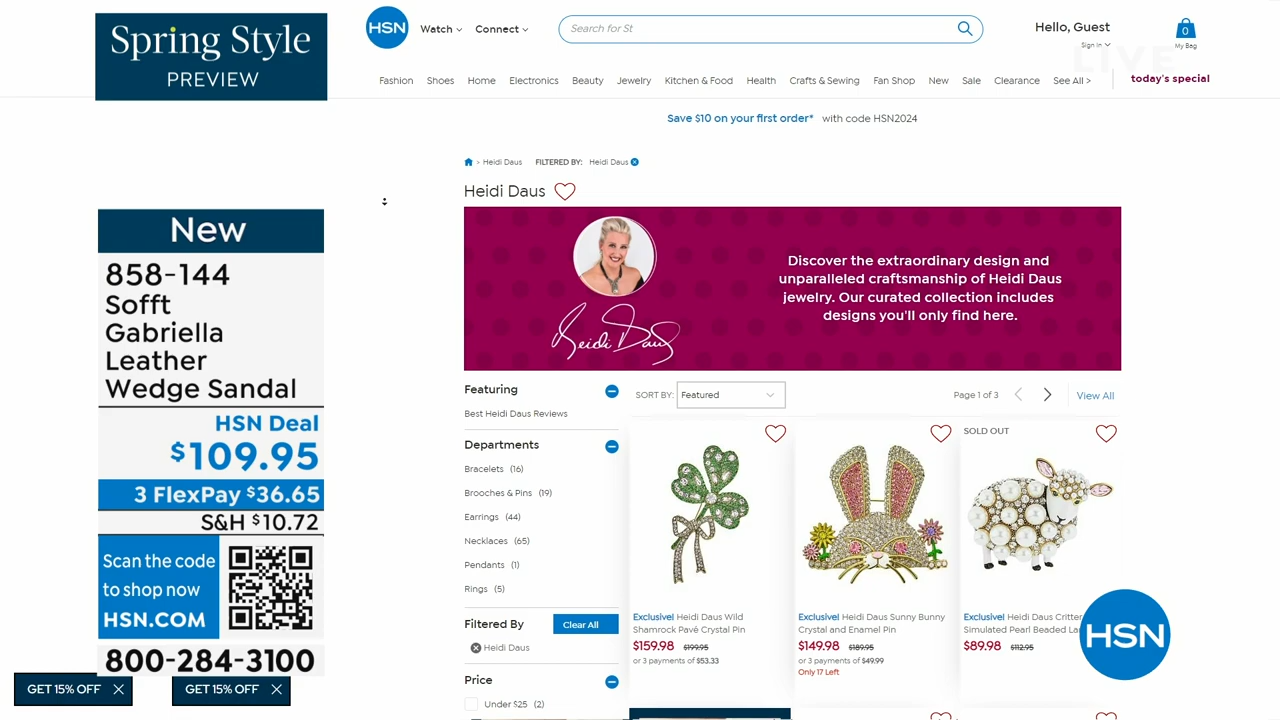 Spring Style
PREVIEW
HSN
Watch
Connect
Search for St
Hello, Guest
Sign In
0
My Bag
LIVE
Fashion Shoes Home Electronics Beauty Jewelry Kitchen & Food Health Crafts & Sewing Fan Shop New Sale Clearance See All >
today's special
Save $10 on your first order* with code HSN2024
> Heidi Daus FILTERED BY: Heidi Daus
Heidi Daus
Heidi Daus
Discover the extraordinary design and
unparalleled craftsmanship of Heidi Daus
jewelry. Our curated collection includes
designs you'll only find here.
New
858-144
Sofft
Gabriella
Leather
Wedge Sandal
HSN Deal
$109.95
3 FlexPay $36.65
S&H $10.72
Scan the code
to shop now
HSN.COM
800-284-3100
GET 15% OFF
GET 15% OFF
Featuring
Best Heidi Daus Reviews
Departments
Bracelets (16)
Brooches & Pins (19)
Earrings (44)
Necklaces (65)
Pendants (1)
Rings (5)
Filtered By
Clear All
Heidi Daus
Price
Under $25 (2)
SORT BY: Featured
Page 1 of 3
View All
SOLD OUT
Exclusive! Heidi Daus Wild
Shamrock Pavé Crystal Pin
$159.98 $199.95
or 3 payments of $53.33
Exclusive! Heidi Daus Sunny Bunny
Crystal and Enamel Pin
$149.98 $189.95
or 3 payments of $49.99
Only 17 Left
Exclusive! Heidi Daus Critter
Simulated Pearl Beaded La
$89.98 $112.95
HSN